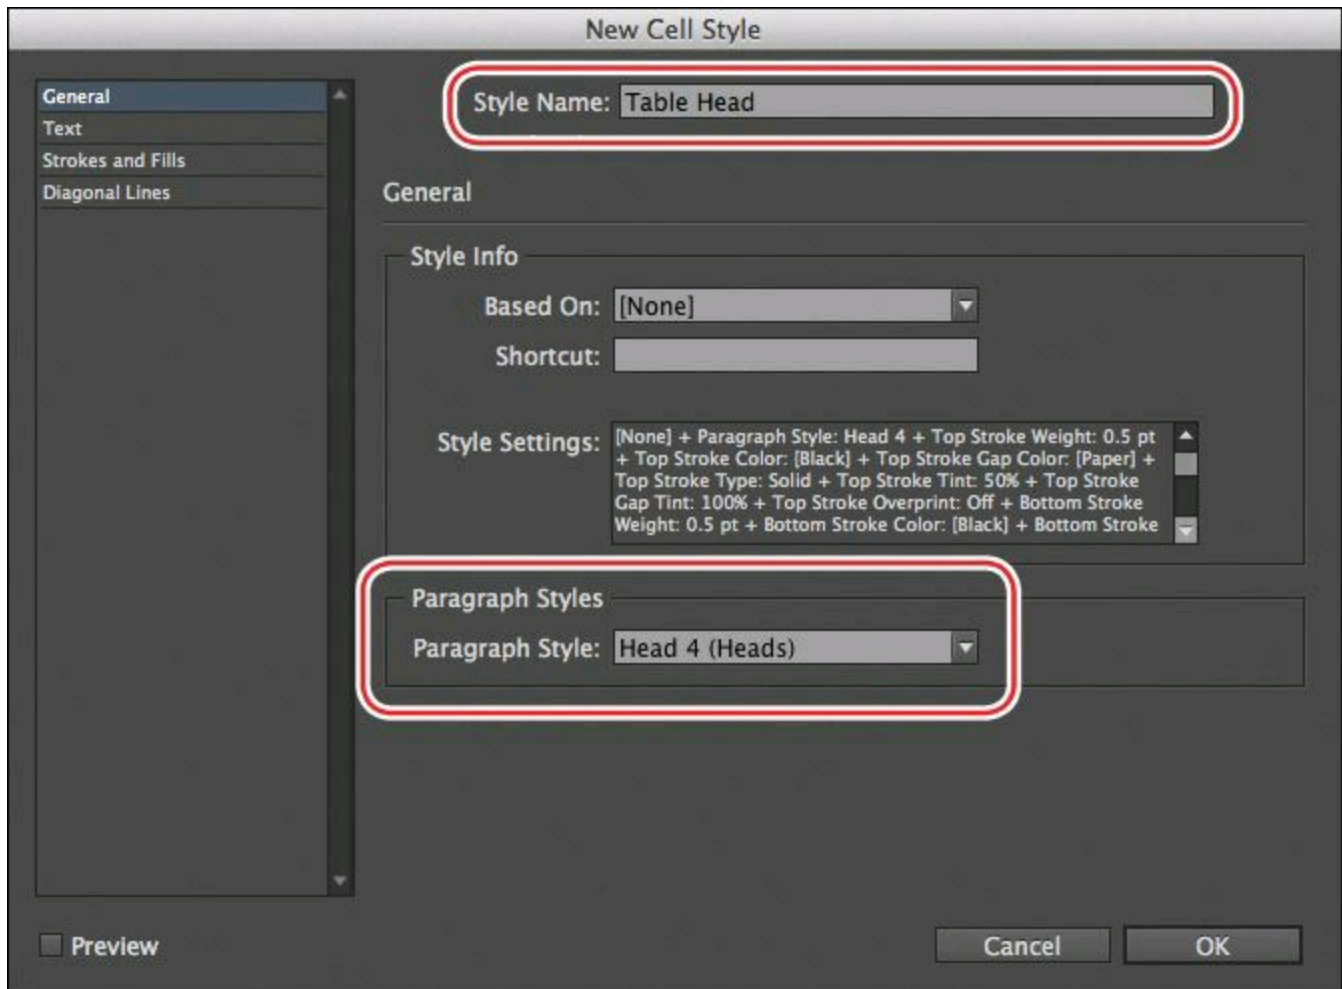 New Cell Style
General
Text
Strokes and Fills
Diagonal Lines
Style Name: Table Head
General
Style Info
Based On: [None]
Shortcut:
Style Settings: [None] + Paragraph Style: Head 4 + Top Stroke Weight: 0.5 pt
+ Top Stroke Color: [Black] + Top Stroke Gap Color: [Paper] +
Top Stroke Type: Solid + Top Stroke Tint: 50% + Top Stroke
Gap Tint: 100% + Top Stroke Overprint: Off + Bottom Stroke
Weight: 0.5 pt + Bottom Stroke Color: [Black] + Bottom Stroke
Paragraph Styles
Paragraph Style: Head 4 (Heads)
Preview
Cancel
OK